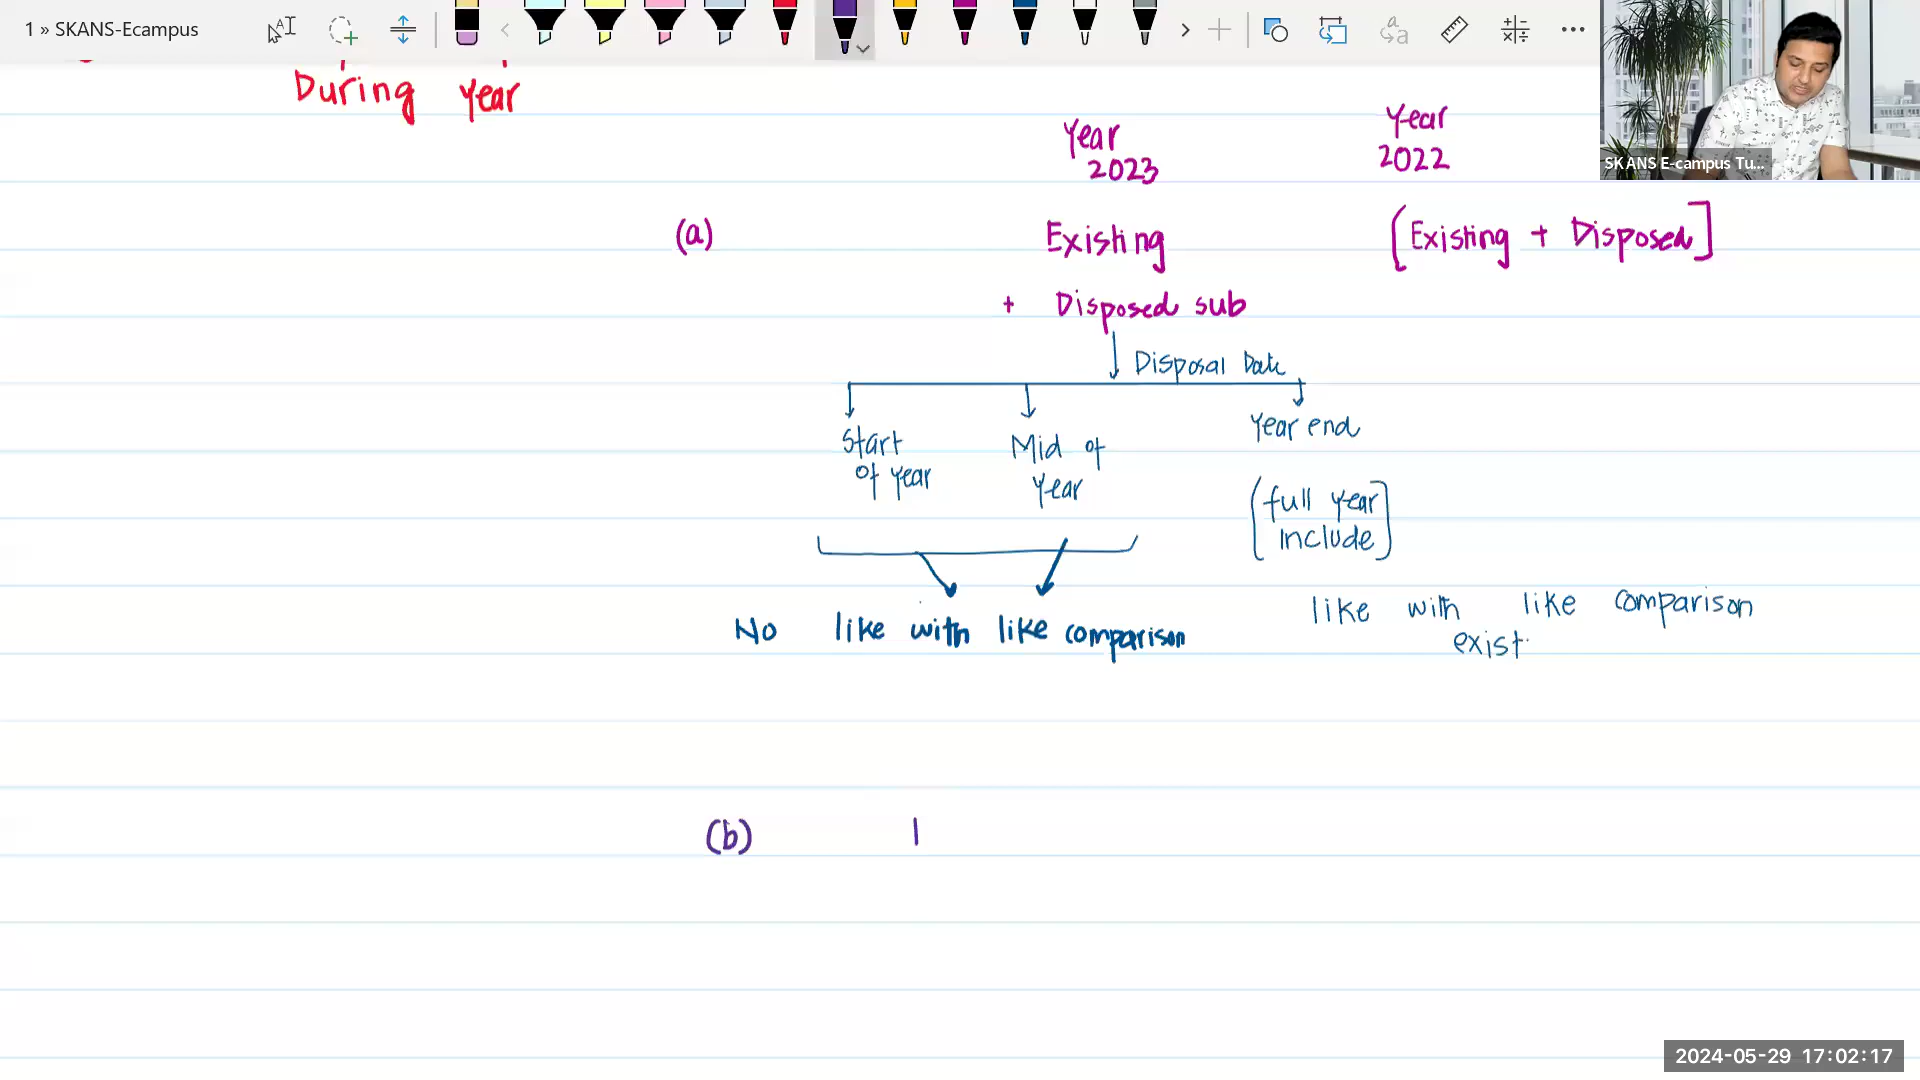 1 » SKANS-Ecampus
During year
Year 2023
Year 2022
SKANS E-campus Tu...
(a) Existing [Existing + Disposed]
+ Disposed sub
Disposal Date
Start of year
Mid of year
Year end
[full year include]
No like with like comparison
like with like comparison exist
(b) I
2024-05-29 17:02:17